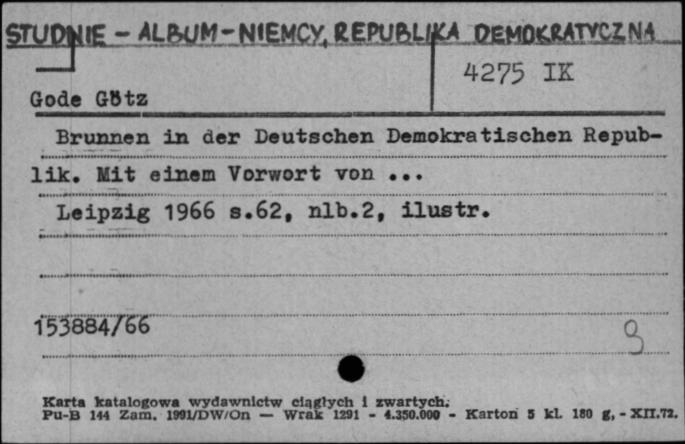 STUDNIE - ALBUM - NIEMCY, REPUBLIKA DEMOKRATYCZNA
4275 IK
Gode Götz
Brunnen in der Deutschen Demokratischen Repub-
lik. Mit einem Vorwort von ...
Leipzig 1966 s.62, nlb.2, ilustr.
153884/66
Karta katalogowa wydawnictw ciągłych i zwartych.
Pu-B 144 Zam. 1991/DW/On — Wrak 1291 - 4.350.000 - Karton 5 kl. 180 g, - XII.72.